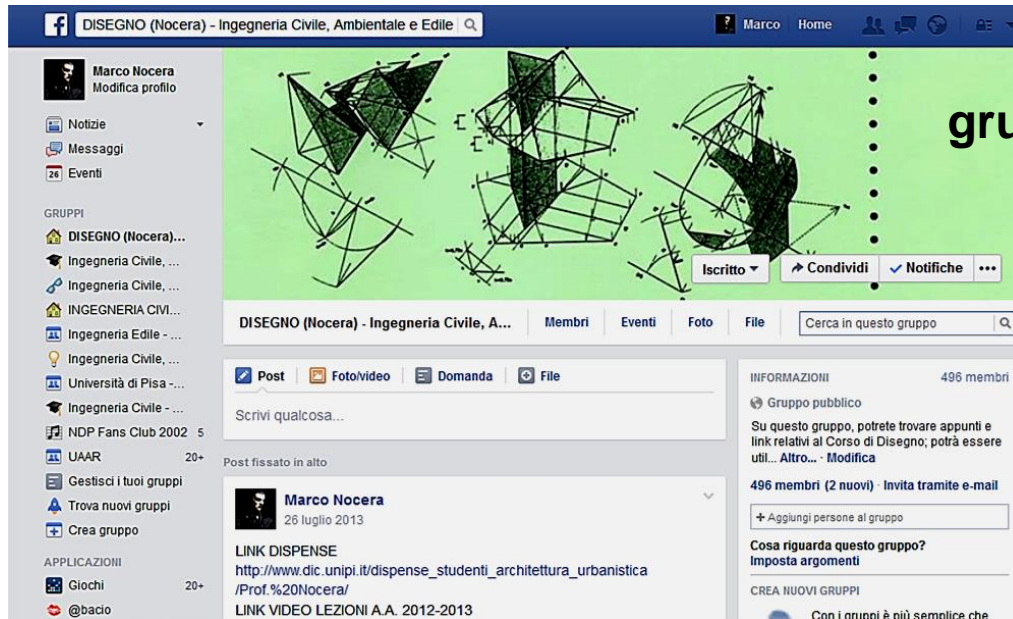 DISEGNO (Nocera) - Ingegneria Civile, Ambientale e Edile
Marco Home
Marco Nocera
Modifica profilo
Notizie
Messaggi
26 Eventi
GRUPPI
DISEGNO (Nocera)...
Ingegneria Civile, ...
Ingegneria Civile, ...
INGEGNERIA CIVI...
Ingegneria Edile - ...
Ingegneria Civile, ...
Università di Pisa -...
Ingegneria Civile - ...
NDP Fans Club 2002 5
UAAR 20+
Gestisci i tuoi gruppi
Trova nuovi gruppi
Crea gruppo
APPLICAZIONI
Giochi 20+
@bacio
gru
Iscritto Condividi Notifiche
DISEGNO (Nocera) - Ingegneria Civile, A... Membri Eventi Foto File Cerca in questo gruppo
Post Foto/video Domanda File
Scrivi qualcosa...
Post fissato in alto
Marco Nocera
26 luglio 2013
LINK DISPENSE
http://www.dic.unipi.it/dispense_studenti_architettura_urbanistica
/Prof.%20Nocera/
LINK VIDEO LEZIONI A.A. 2012-2013
INFORMAZIONI 496 membri
Gruppo pubblico
Su questo gruppo, potrete trovare appunti e
link relativi al Corso di Disegno; potrà essere
util... Altro... · Modifica
496 membri (2 nuovi) · Invita tramite e-mail
+ Aggiungi persone al gruppo
Cosa riguarda questo gruppo?
Imposta argomenti
CREA NUOVI GRUPPI
Con i gruppi è più semplice che